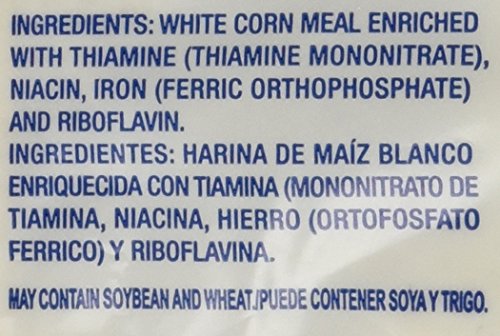 INGREDIENTS: WHITE CORN MEAL ENRICHED
WITH THIAMINE (THIAMINE MONONITRATE),
NIACIN, IRON (FERRIC ORTHOPHOSPHATE)
AND RIBOFLAVIN.
INGREDIENTES: HARINA DE MAÍZ BLANCO
ENRIQUECIDA CON TIAMINA (MONONITRATO DE
TIAMINA, NIACINA, HIERRO (ORTOFOSFATO
FERRICO) Y RIBOFLAVINA.
MAY CONTAIN SOYBEAN AND WHEAT./PUEDE CONTENER SOYA Y TRIGO.